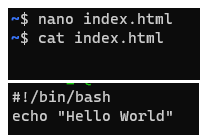 ~$ nano index.html
~$ cat index.html
#!/bin/bash
echo "Hello World"